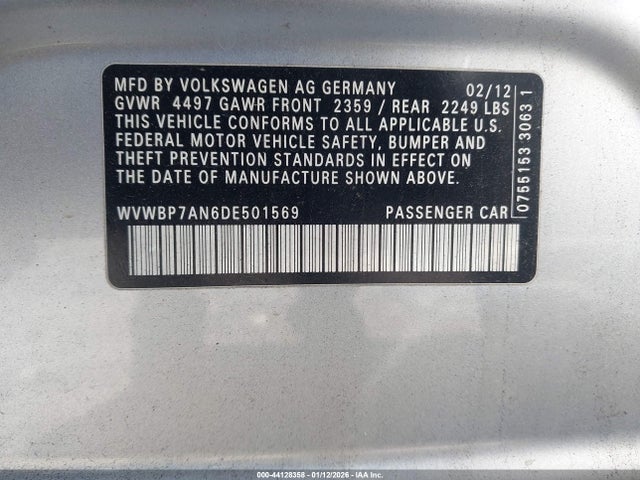 MFD BY VOLKSWAGEN AG GERMANY 02/12
GVWR 4497 GAWR FRONT 2359 / REAR 2249 LBS
THIS VEHICLE CONFORMS TO ALL APPLICABLE U.S.
FEDERAL MOTOR VEHICLE SAFETY, BUMPER AND
THEFT PREVENTION STANDARDS IN EFFECT ON
THE DATE OF MANUFACTURE SHOWN ABOVE.
WVWBP7AN6DE501569 PASSENGER CAR
0755153 3063 1
000-44128358 - 01/12/2026 - IAA Inc.